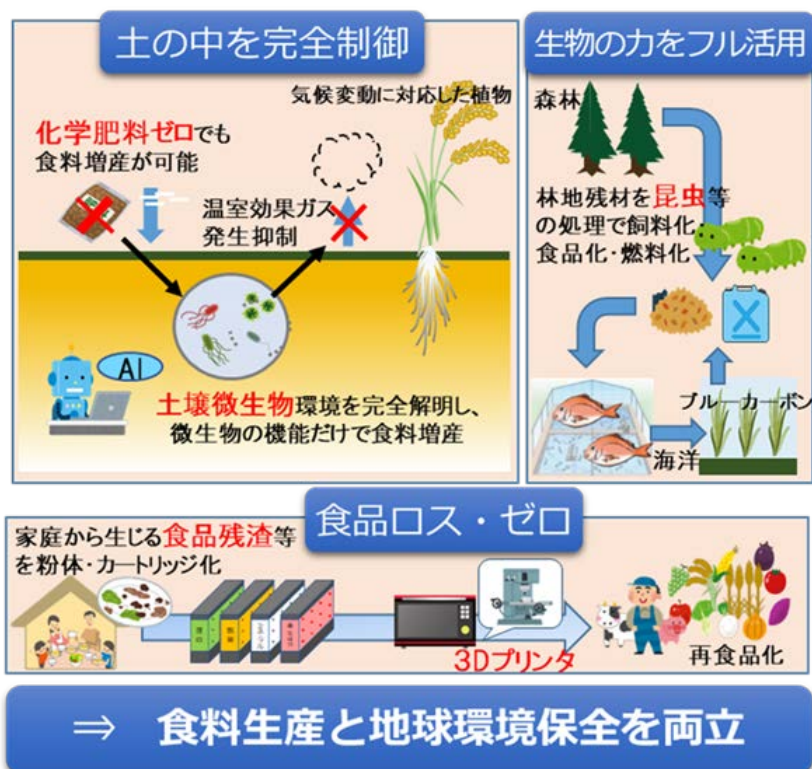 土の中を完全制御
気候変動に対応した植物
化学肥料ゼロでも
食料増産が可能
温室効果ガス
発生抑制
AI
土壌微生物環境を完全解明し、
微生物の機能だけで食料増産
生物の力をフル活用
森林
林地残材を昆虫等
の処理で飼料化・
食品化・燃料化
ブルーカーボン
海洋
食品ロス・ゼロ
家庭から生じる食品残渣等
を粉体・カートリッジ化
3Dプリンタ
再食品化
⇒ 食料生産と地球環境保全を両立